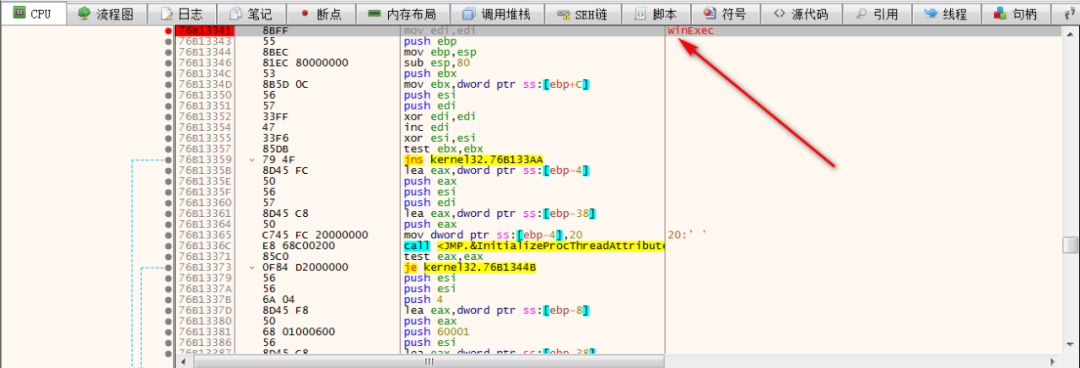 CPU 流程图 日志 笔记 断点 内存布局 调用堆栈 SEH链 脚本 符号 源代码 引用 线程 句柄
76B13341 8BFF mov edi,edi WinExec
76B13343 55 push ebp
76B13344 8BEC mov ebp,esp
76B13346 81EC 80000000 sub esp,80
76B1334C 53 push ebx
76B1334D 8B5D 0C mov ebx,dword ptr ss:[ebp+C]
76B13350 56 push esi
76B13351 57 push edi
76B13352 33FF xor edi,edi
76B13354 47 inc edi
76B13355 33F6 xor esi,esi
76B13357 85DB test ebx,ebx
76B13359 79 4F jns kernel32.76B133AA
76B1335B 8D45 FC lea eax,dword ptr ss:[ebp-4]
76B1335E 50 push eax
76B1335F 56 push esi
76B13360 57 push edi
76B13361 8D45 C8 lea eax,dword ptr ss:[ebp-38]
76B13364 50 push eax
76B13365 C745 FC 20000000 mov dword ptr ss:[ebp-4],20 20:' '
76B1336C E8 68C00200 call <JMP.&InitializeProcThreadAttribute
76B13371 85C0 test eax,eax
76B13373 0F84 D2000000 je kernel32.76B1344B
76B13379 56 push esi
76B1337A 56 push esi
76B1337B 6A 04 push 4
76B1337D 8D45 F8 lea eax,dword ptr ss:[ebp-8]
76B13380 50 push eax
76B13381 68 01000600 push 60001
76B13386 56 push esi
76B13387 8D45 C8 lea eax,dword ptr ss:[ebp-38]